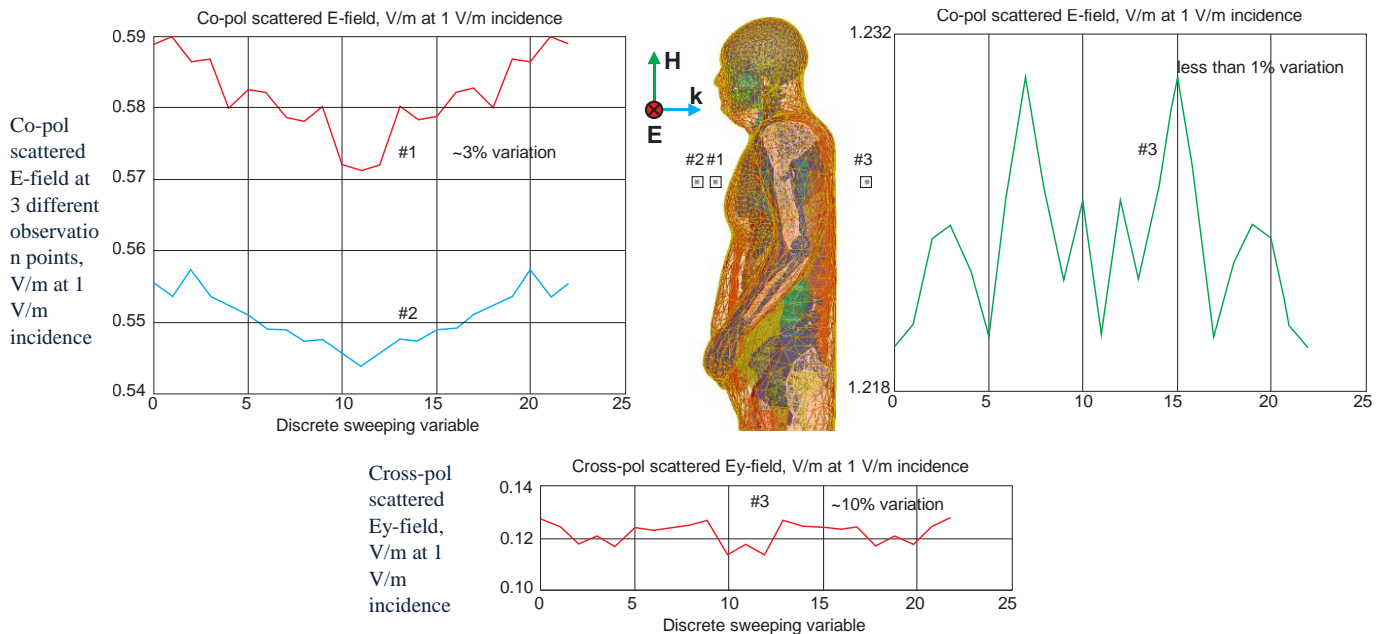 Co-pol scattered E-field, V/m at 1 V/m incidence
0.59
0.58
0.57
0.56
0.55
0.54
#1
~3% variation
#2
0 5 10 15 20 25
Discrete sweeping variable
Co-pol
scattered
E-field at
3 different
observatio
n points,
V/m at 1
V/m
incidence
H
k
E
#2 #1
#3
Co-pol scattered E-field, V/m at 1 V/m incidence
1.232
less than 1% variation
#3
1.218
0 5 10 15 20 25
Discrete sweeping variable
Cross-pol
scattered
Ey-field,
V/m at 1
V/m
incidence
Cross-pol scattered Ey-field, V/m at 1 V/m incidence
0.14
#3 ~10% variation
0.12
0.10
0 5 10 15 20 25
Discrete sweeping variable